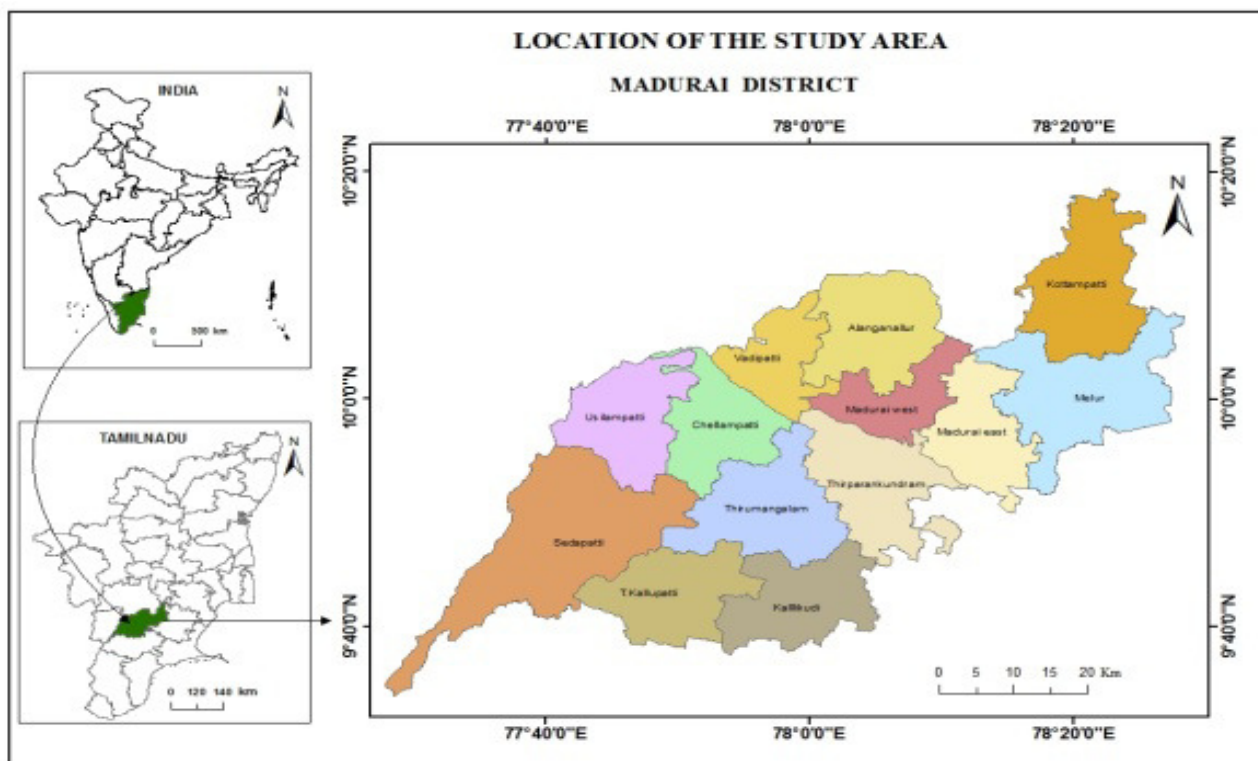 LOCATION OF THE STUDY AREA
MADURAI DISTRICT
INDIA
N
0 500 km
TAMILNADU
N
0 120 140 km
77°40'0"E 78°0'0"E 78°20'0"E
10°20'0"N
10°0'0"N
9°40'0"N
N
Kottampatti
Alanganallur
Vadipatti
Usilampatti
Chellampatti
Madurai west
Madurai east
Melur
Thirparankundram
Thirumangalam
Sedapatti
T.Kallupatti
Kallikudi
0 5 10 15 20 Km
10°20'0"N
10°0'0"N
9°40'0"N
77°40'0"E 78°0'0"E 78°20'0"E